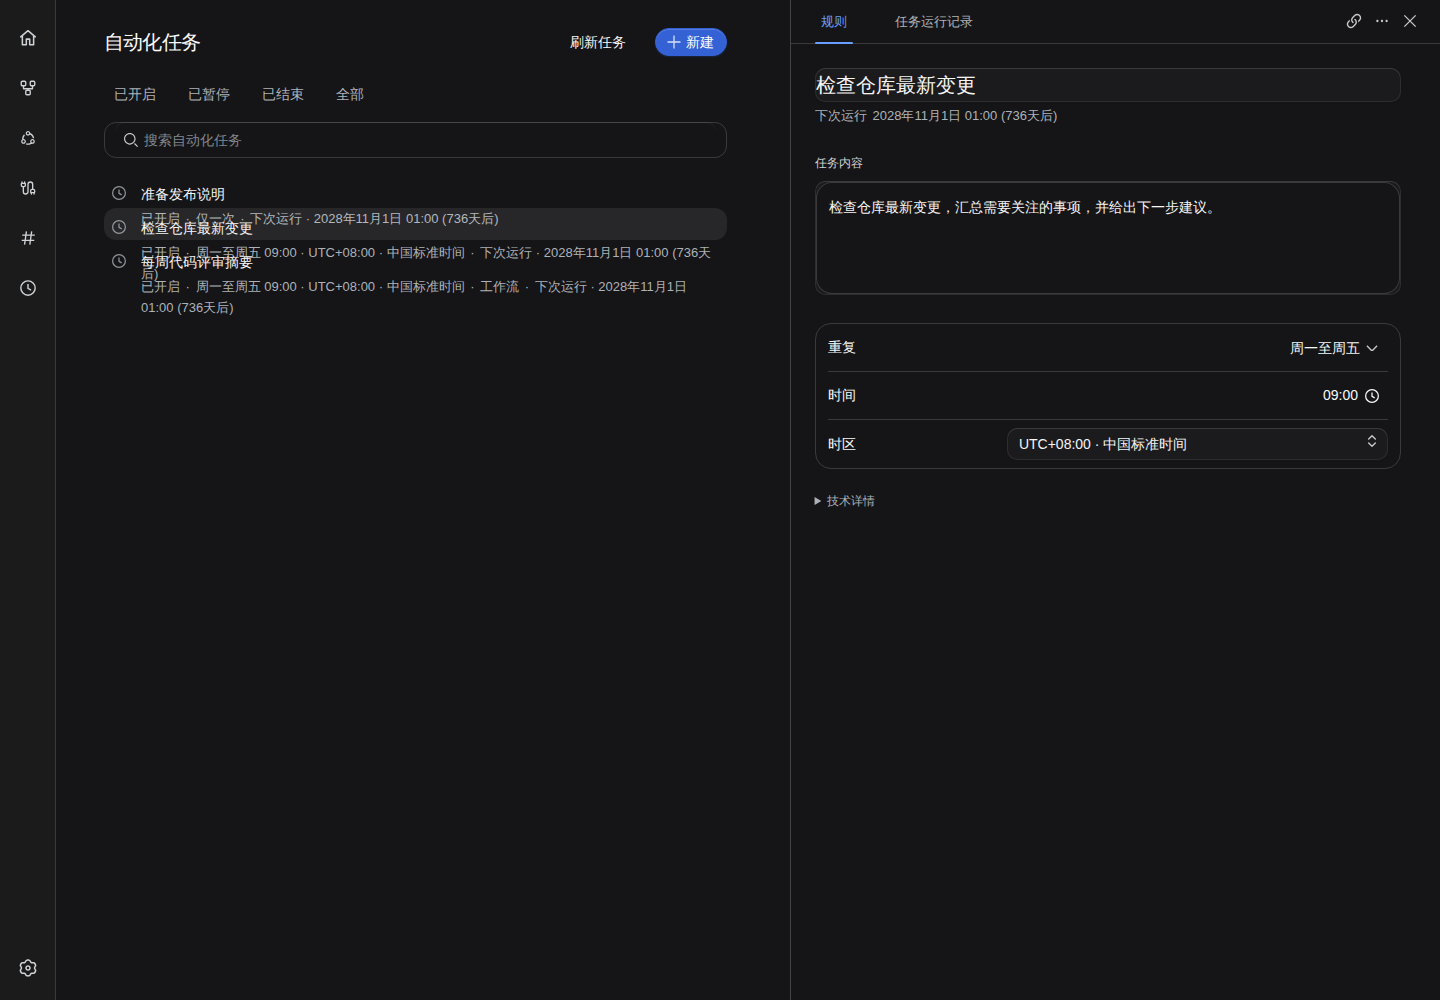 自动化任务
刷新任务
新建
已开启
已暂停
已结束
全部
搜索自动化任务
准备发布说明
已开启 · 仅一次 · 下次运行 · 2028年11月1日 01:00 (736天后)
检查仓库最新变更
已开启 · 周一至周五 09:00 · UTC+08:00 · 中国标准时间 · 下次运行 · 2028年11月1日 01:00 (736天
后)
每周代码评审摘要
已开启 · 周一至周五 09:00 · UTC+08:00 · 中国标准时间 · 工作流 · 下次运行 · 2028年11月1日
01:00 (736天后)
规则
任务运行记录
检查仓库最新变更
下次运行 2028年11月1日 01:00 (736天后)
任务内容
检查仓库最新变更，汇总需要关注的事项，并给出下一步建议。
重复
周一至周五
时间
09:00
时区
UTC+08:00 · 中国标准时间
技术详情